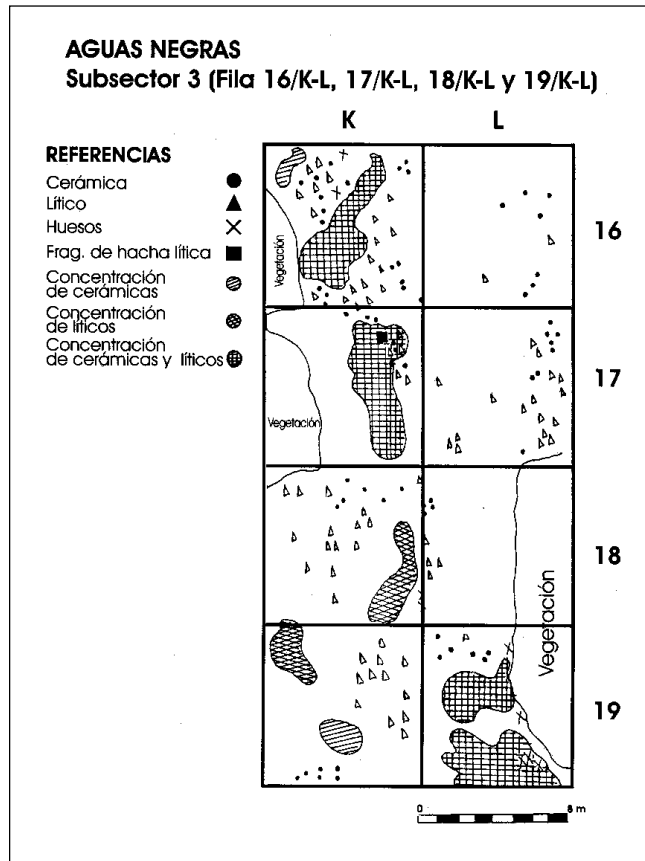 AGUAS NEGRAS
Subsector 3 (Fila 16/K-L, 17/K-L, 18/K-L y 19/K-L)
K L
REFERENCIAS
Cerámica
Lítico
Huesos
Frag. de hacha lítica
Concentración
de cerámicas
Concentración
de líticos
Concentración
de cerámicas y líticos
Vegetación
16
Vegetación
17
18
Vegeración
19
0 8 m